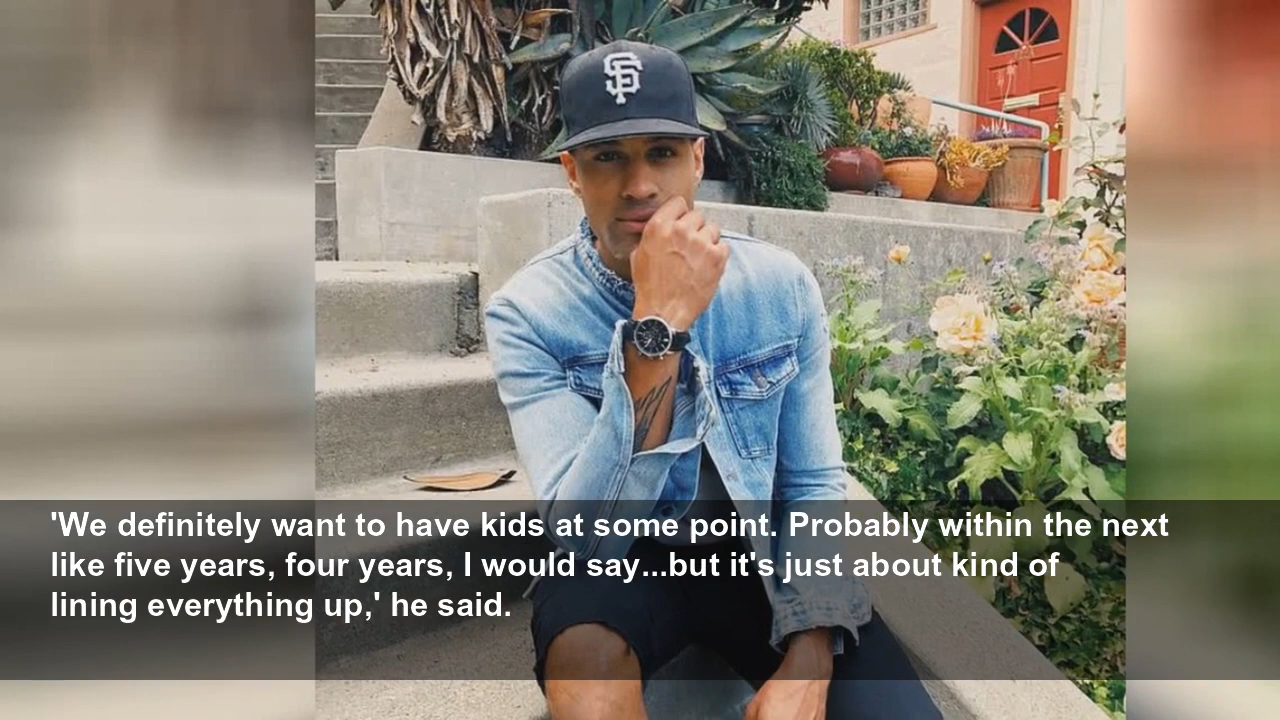 SF
'We definitely want to have kids at some point. Probably within the next
like five years, four years, I would say...but it's just about kind of
lining everything up,' he said.